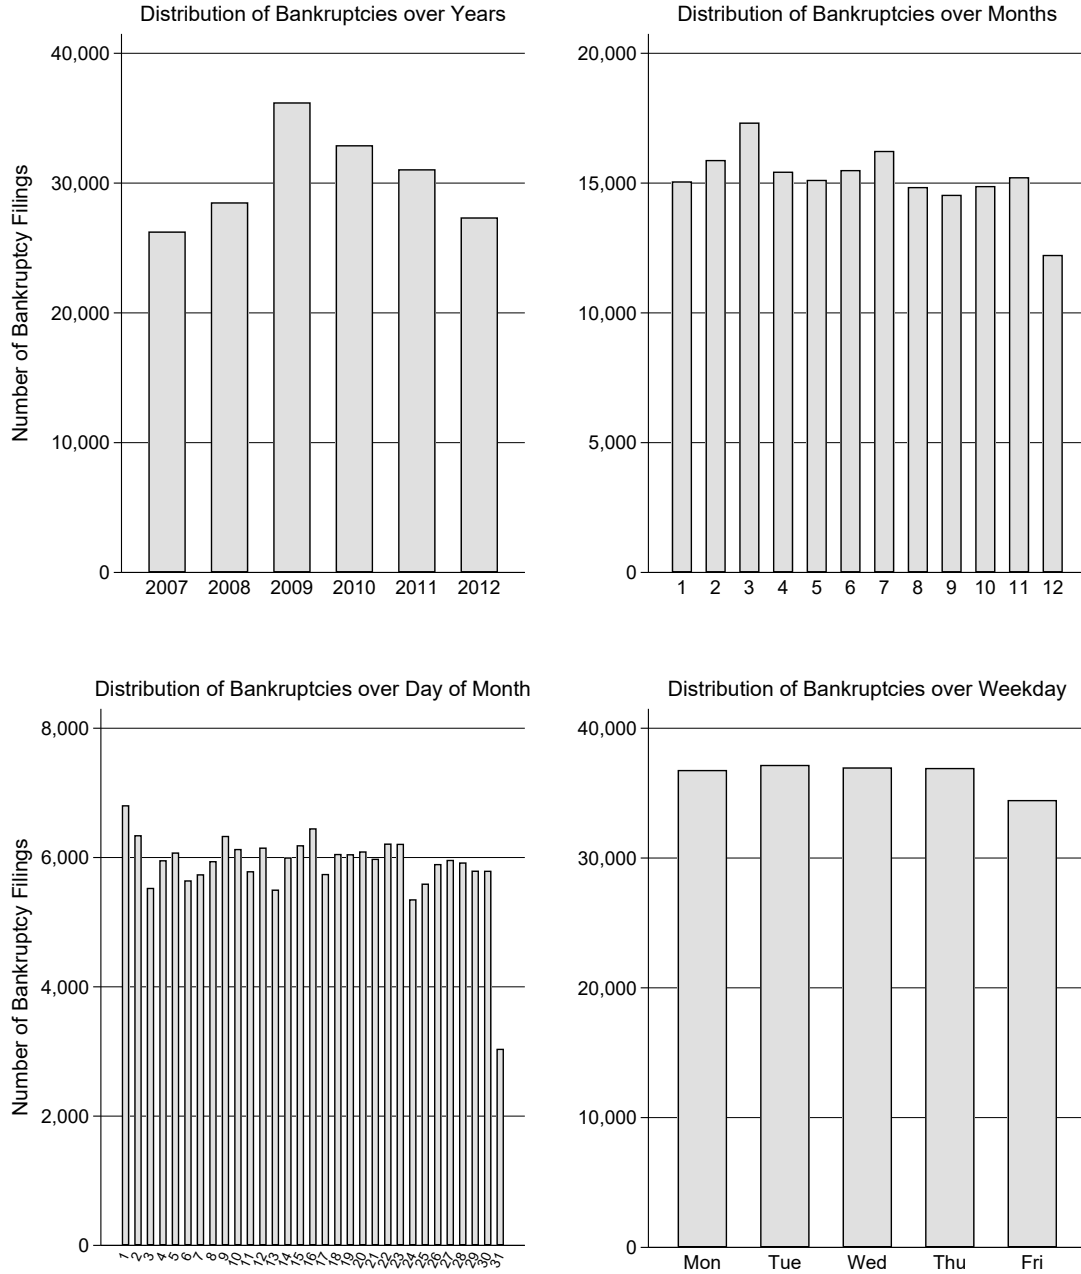 Distribution of Bankruptcies over Years
Number of Bankruptcy Filings
40,000
30,000
20,000
10,000
0
2007 2008 2009 2010 2011 2012
Distribution of Bankruptcies over Months
20,000
15,000
10,000
5,000
0
1 2 3 4 5 6 7 8 9 10 11 12
Distribution of Bankruptcies over Day of Month
Number of Bankruptcy Filings
8,000
6,000
4,000
2,000
0
1 2 3 4 5 6 7 8 9 10 11 12 13 14 15 16 17 18 19 20 21 22 23 24 25 26 27 28 29 30 31
Distribution of Bankruptcies over Weekday
40,000
30,000
20,000
10,000
0
Mon Tue Wed Thu Fri